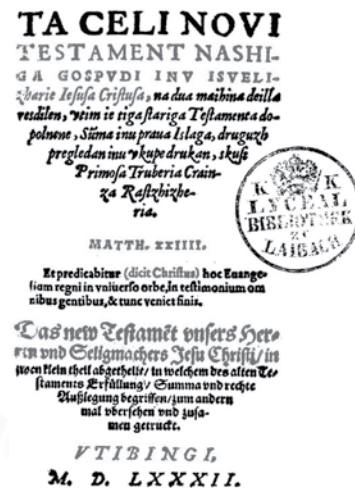 TA CELI NOVI
TESTAMENT NASHI-
GA GOSPVDI INV ISVELI-
zharie Iesusa Cristusa, na dua maihina deilla
resdilen, vtim ie tiga stariga Testamenta do-
polnene, Sūma inu praua Islaga, druguzh
pregledan inu vkupe drukan, skusi
Primosa Truberia Crain-
za Rastzhizhe-
ria.
MATTH. XXIIII.
Et predicabitur (dicit Christus) hoc Euange-
lium regni in vniuerso orbe, in testimonium om
nibus gentibus, & tunc veniet finis.
Das new Testamēt vnsers Her-
ren vnd Seligmachers Jesu Christi/ in
zwen klein theil abgetheilt/ in welchem des alten Te-
staments Erfüllung/ Summa vnd rechte
Außlegung begriffen/ zum andern
mal vbersehen vnd zusa-
men getruckt.
VTIBINGI,
M. D. LXXXII.
K K
LYCEAL
BIBLIOTHEK
ZU
LAIBACH